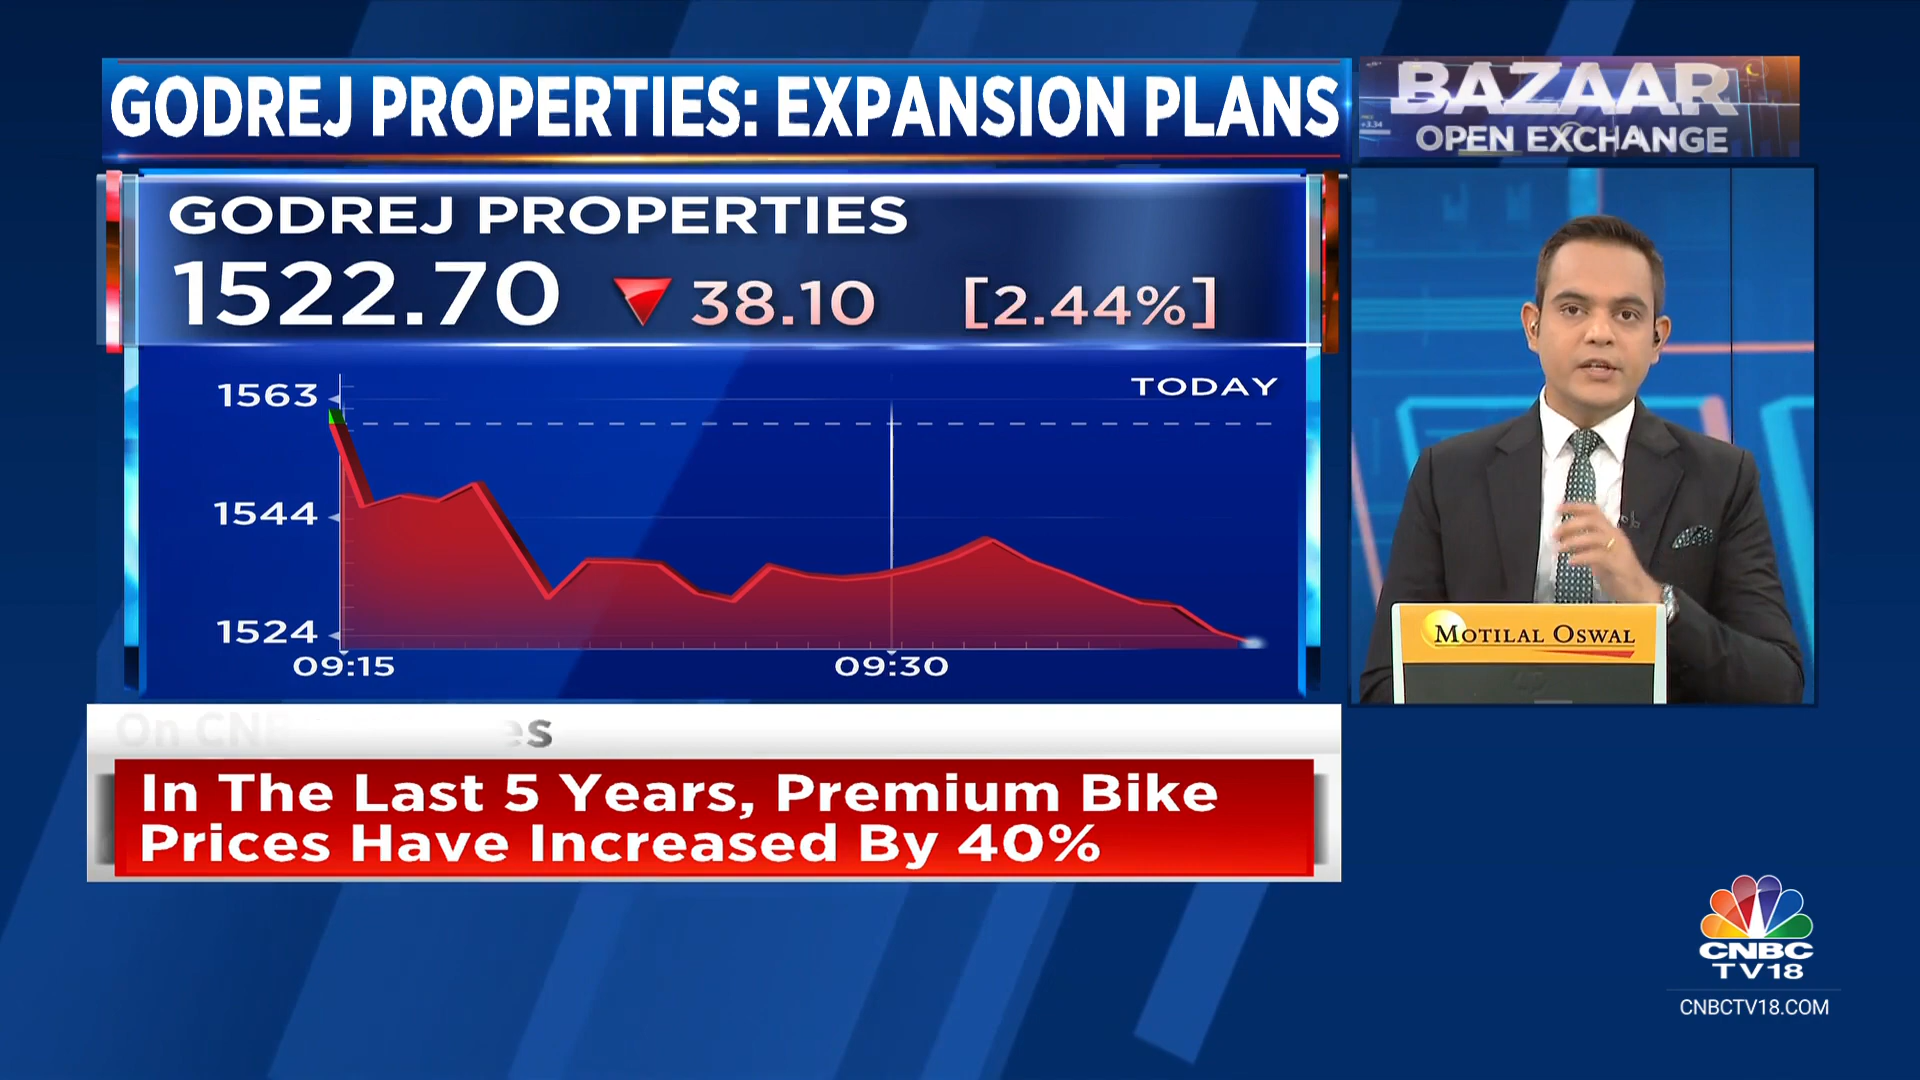 GODREJ PROPERTIES: EXPANSION PLANS
BAZAAR
OPEN EXCHANGE
GODREJ PROPERTIES
1522.70 ▼ 38.10 [2.44%]
TODAY
1563
1544
1524
09:15 09:30
MOTILAL OSWAL
On
In The Last 5 Years, Premium Bike
Prices Have Increased By 40%
CNBC
TV18
CNBCTV18.COM